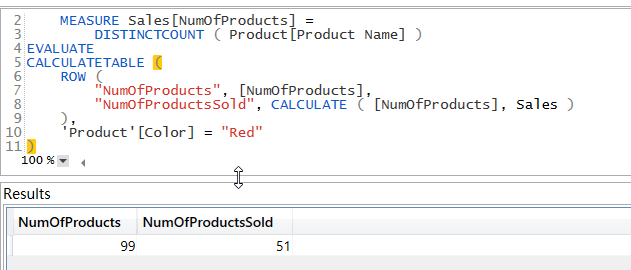 2 MEASURE Sales[NumOfProducts] =
3 DISTINCTCOUNT ( Product[Product Name] )
4 EVALUATE
5 CALCULATETABLE (
6 ROW (
7 "NumOfProducts", [NumOfProducts],
8 "NumOfProductsSold", CALCULATE ( [NumOfProducts], Sales )
9 ),
10 'Product'[Color] = "Red"
11 )
100 %
Results
NumOfProducts NumOfProductsSold
99 51